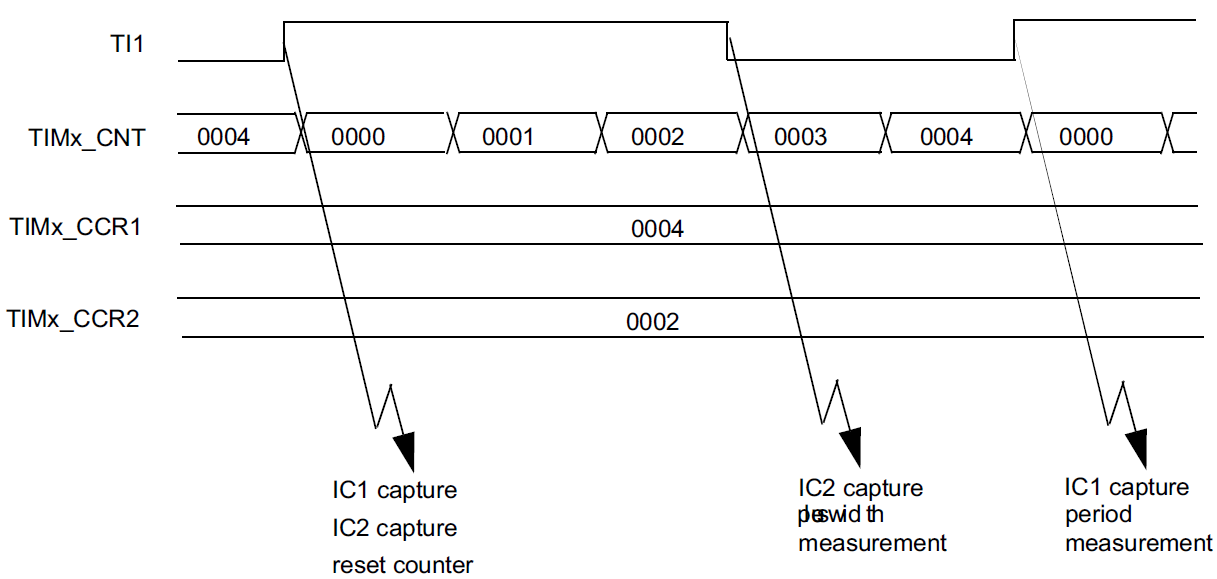 TI1
TIMx_CNT 0004 0000 0001 0002 0003 0004 0000
TIMx_CCR1 0004
TIMx_CCR2 0002
IC1 capture
IC2 capture
reset counter
IC2 capture
measurement
IC1 capture
period
measurement